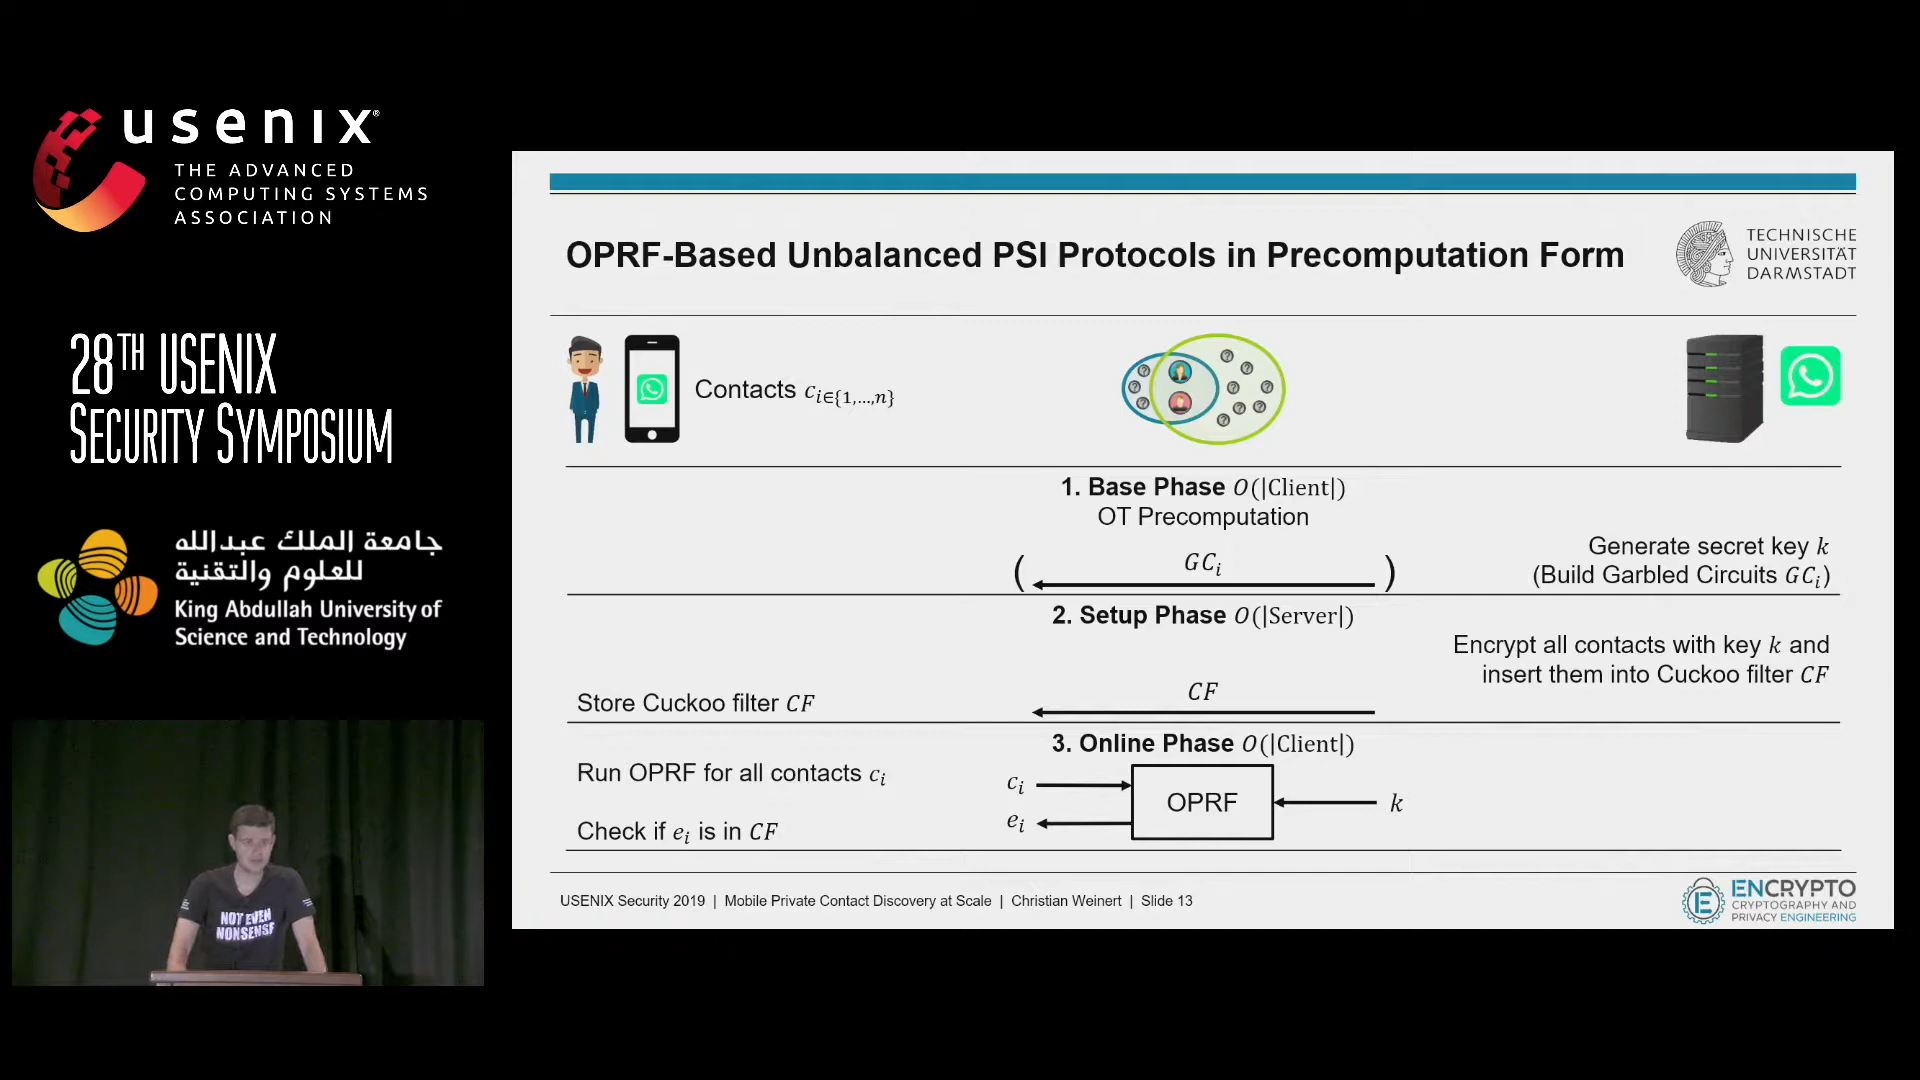 usenix®
THE ADVANCED
COMPUTING SYSTEMS
ASSOCIATION
28TH USENIX
SECURITY SYMPOSIUM
جامعة الملك عبدالله
للعلوم والتقنية
King Abdullah University of
Science and Technology
NOT EVEN
NONSENSE
OPRF-Based Unbalanced PSI Protocols in Precomputation Form
TECHNISCHE
UNIVERSITÄT
DARMSTADT
Contacts c_{i∈{1,…,n}}
1. Base Phase O(|Client|)
OT Precomputation
( GC_i )
Generate secret key k
(Build Garbled Circuits GC_i)
2. Setup Phase O(|Server|)
Encrypt all contacts with key k and
insert them into Cuckoo filter CF
CF
Store Cuckoo filter CF
3. Online Phase O(|Client|)
Run OPRF for all contacts c_i
c_i
OPRF
k
e_i
Check if e_i is in CF
USENIX Security 2019 | Mobile Private Contact Discovery at Scale | Christian Weinert | Slide 13
ENCRYPTO
CRYPTOGRAPHY AND
PRIVACY ENGINEERING